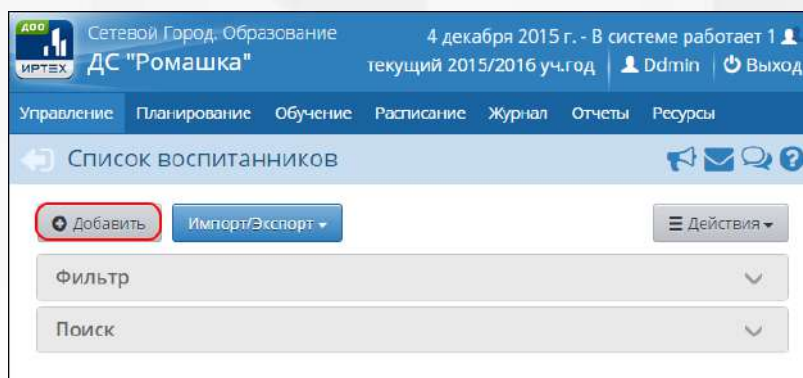 ДОО
ИРТЕХ
Сетевой Город. Образование
ДС "Ромашка"
4 декабря 2015 г. - В системе работает 1
текущий 2015/2016 уч.год Ddmin Выход
Управление Планирование Обучение Расписание Журнал Отчеты Ресурсы
Список воспитанников ?
Добавить Импорт/Экспорт Действия
Фильтр
Поиск